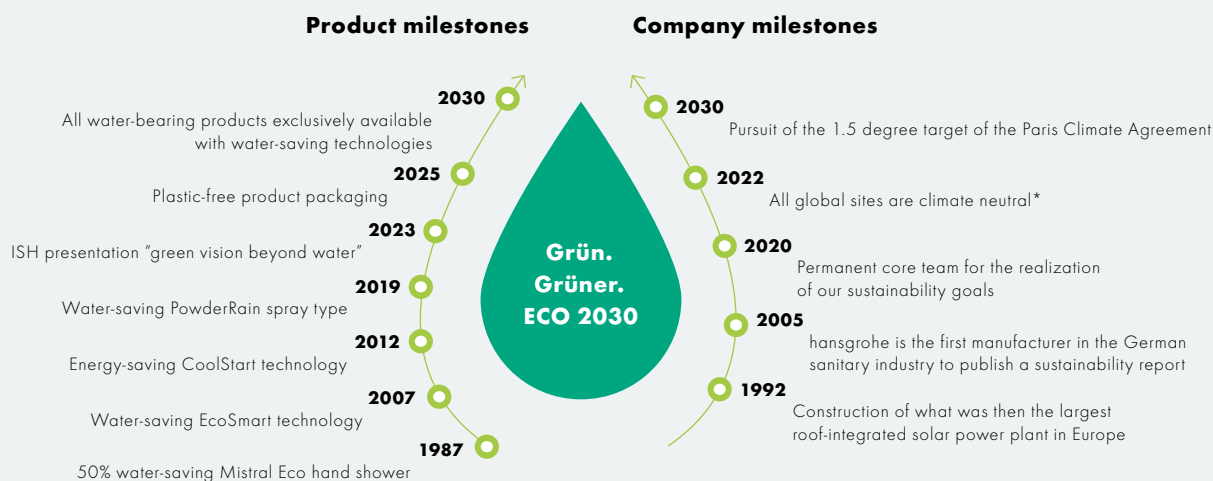 Product milestones
2030
All water-bearing products exclusively available
with water-saving technologies
2025
Plastic-free product packaging
2023
ISH presentation “green vision beyond water”
2019
Water-saving PowderRain spray type
2012
Energy-saving CoolStart technology
2007
Water-saving EcoSmart technology
1987
50% water-saving Mistral Eco hand shower
Grün.
Grüner.
ECO 2030
Company milestones
2030
Pursuit of the 1.5 degree target of the Paris Climate Agreement
2022
All global sites are climate neutral*
2020
Permanent core team for the realization
of our sustainability goals
2005
hansgrohe is the first manufacturer in the German
sanitary industry to publish a sustainability report
1992
Construction of what was then the largest
roof-integrated solar power plant in Europe